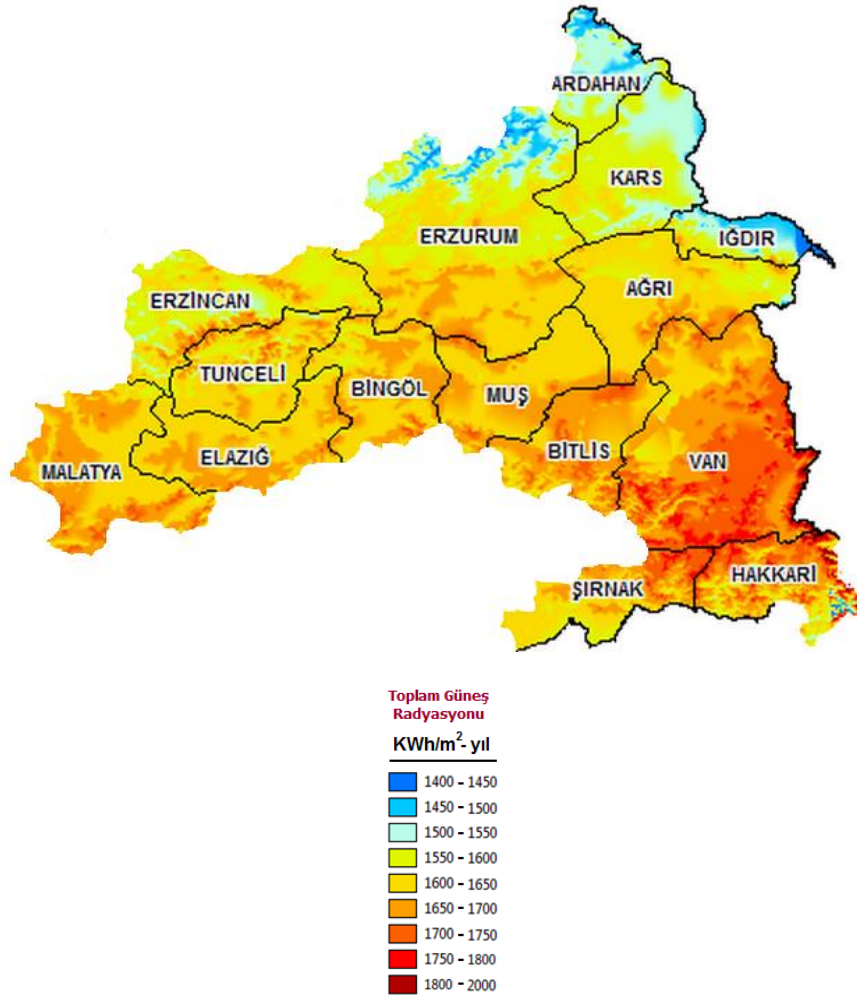 ARDAHAN
KARS
ERZURUM
IĞDIR
AĞRI
ERZİNCAN
TUNCELİ
BİNGÖL
MUŞ
BİTLİS
VAN
MALATYA
ELAZIĞ
ŞIRNAK
HAKKARİ
Toplam Güneş
Radyasyonu
KWh/m²- yıl
1400 - 1450
1450 - 1500
1500 - 1550
1550 - 1600
1600 - 1650
1650 - 1700
1700 - 1750
1750 - 1800
1800 - 2000